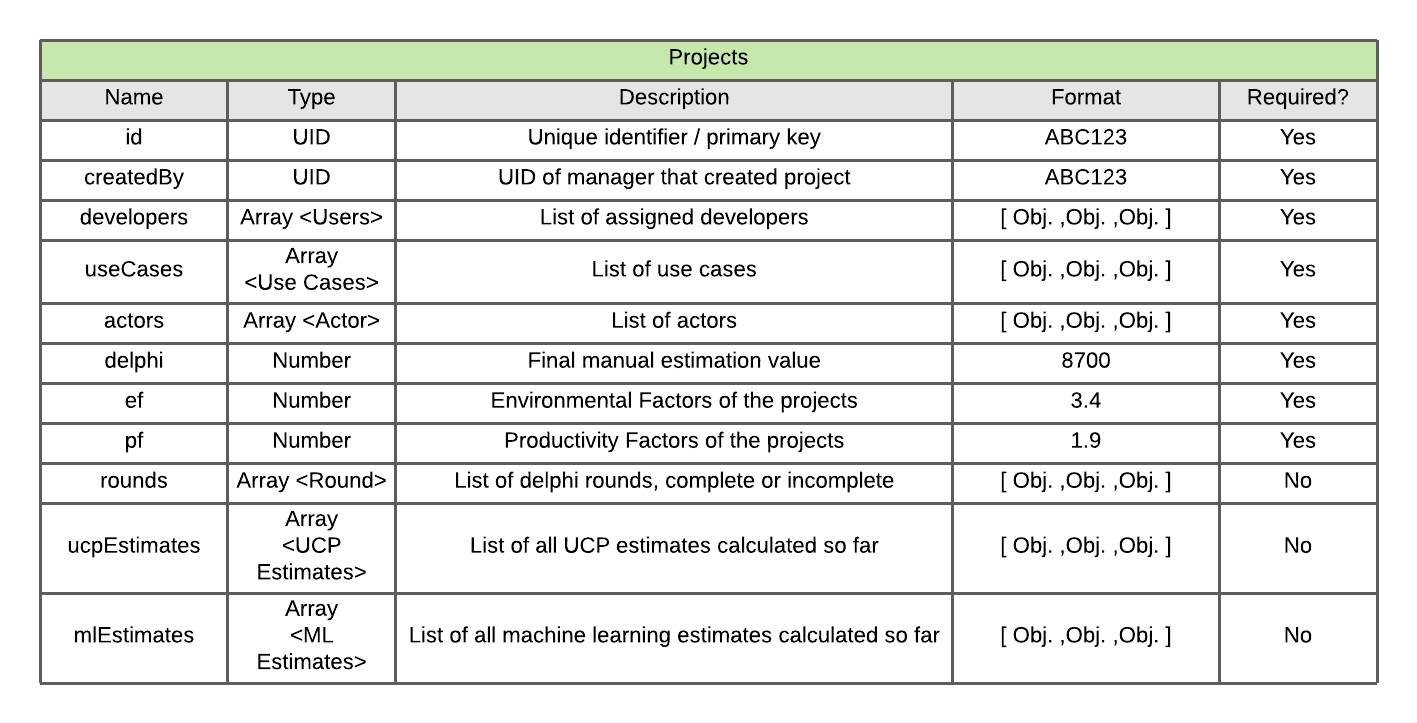 Projects
Name Type Description Format Required?
id UID Unique identifier / primary key ABC123 Yes
createdBy UID UID of manager that created project ABC123 Yes
developers Array <Users> List of assigned developers [ Obj. ,Obj. ,Obj. ] Yes
useCases Array
<Use Cases> List of use cases [ Obj. ,Obj. ,Obj. ] Yes
actors Array <Actor> List of actors [ Obj. ,Obj. ,Obj. ] Yes
delphi Number Final manual estimation value 8700 Yes
ef Number Environmental Factors of the projects 3.4 Yes
pf Number Productivity Factors of the projects 1.9 Yes
rounds Array <Round> List of delphi rounds, complete or incomplete [ Obj. ,Obj. ,Obj. ] No
ucpEstimates Array
<UCP
Estimates> List of all UCP estimates calculated so far [ Obj. ,Obj. ,Obj. ] No
mlEstimates Array
<ML
Estimates> List of all machine learning estimates calculated so far [ Obj. ,Obj. ,Obj. ] No